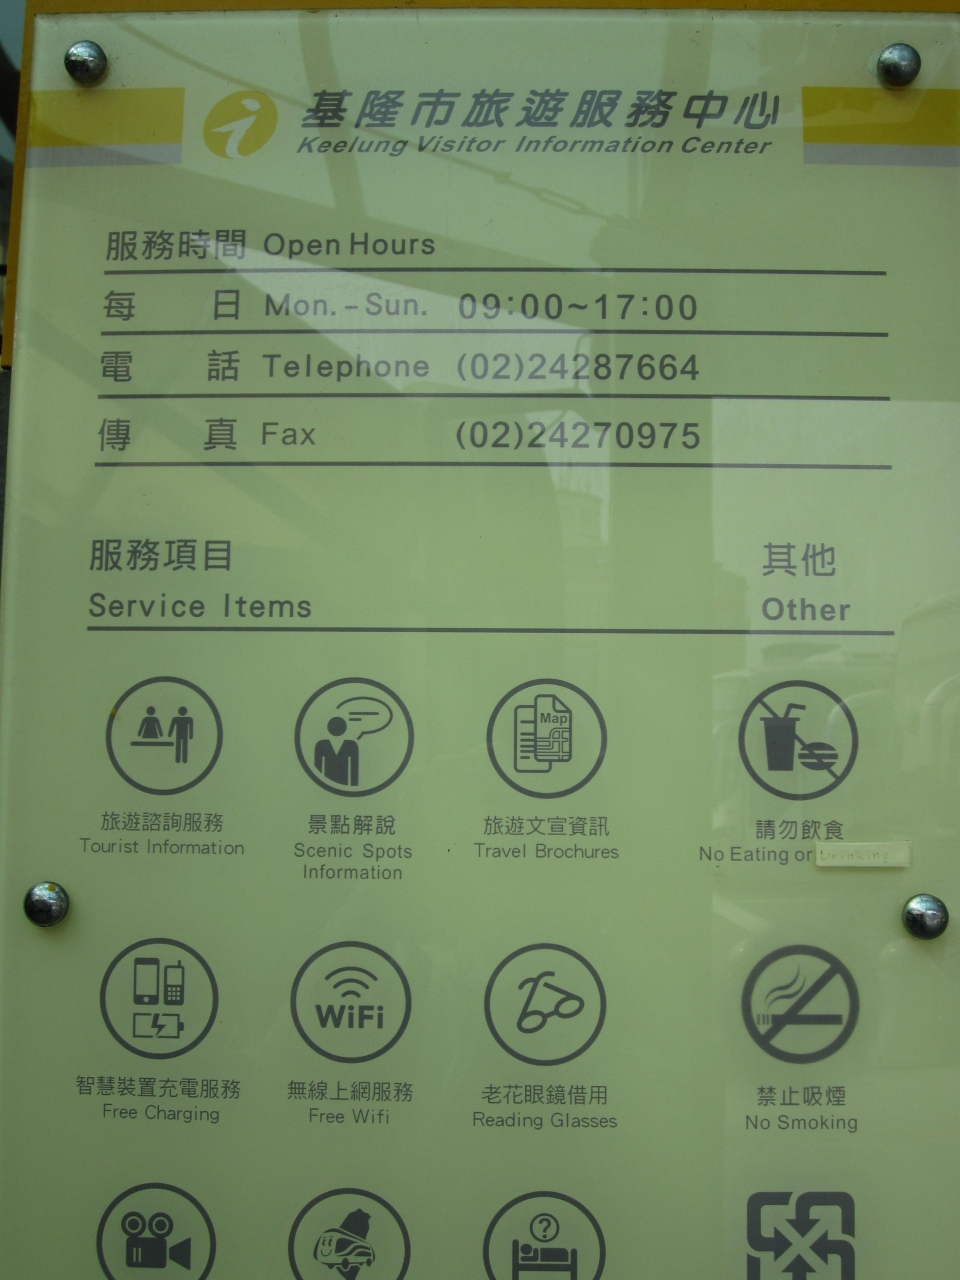 基隆市旅遊服務中心
Keelung Visitor Information Center
服務時間 Open Hours
每 日 Mon.-Sun. 09:00~17:00
電 話 Telephone (02)24287664
傳 真 Fax (02)24270975
服務項目
Service Items
其他
Other
Map
旅遊諮詢服務
Tourist Information
景點解說
Scenic Spots
Information
旅遊文宣資訊
Travel Brochures
請勿飲食
No Eating or Drinking
WiFi
智慧裝置充電服務
Free Charging
無線上網服務
Free Wifi
老花眼鏡借用
Reading Glasses
禁止吸煙
No Smoking
?